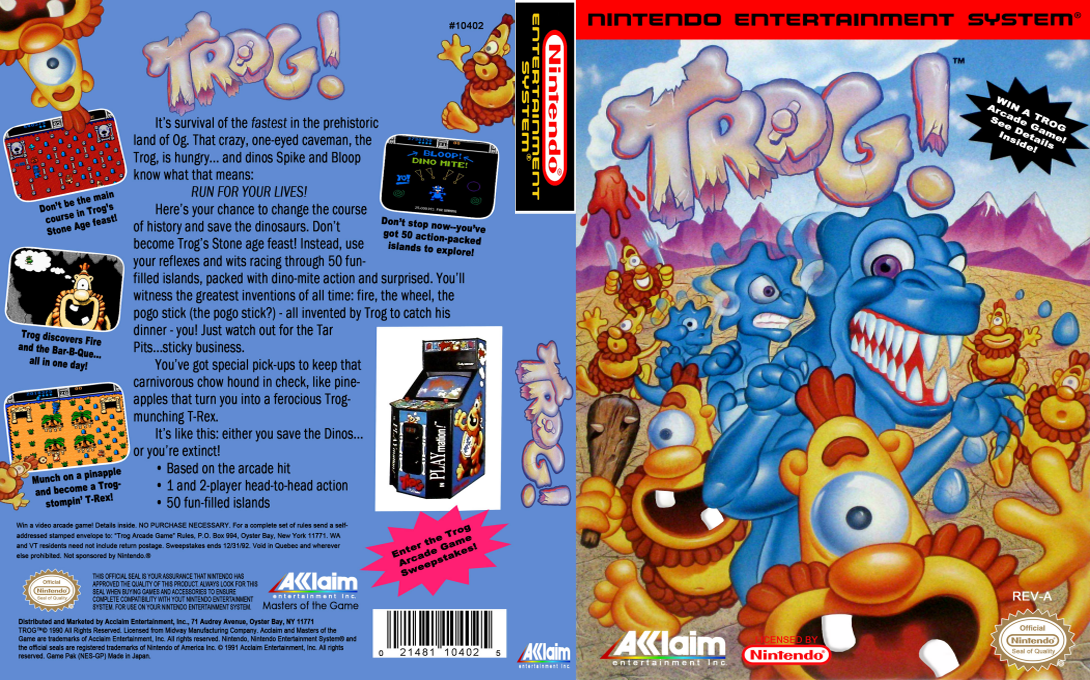 TROG!
#10402
It's survival of the fastest in the prehistoric
land of Og. That crazy, one-eyed caveman, the
Trog, is hungry... and dinos Spike and Bloop
know what that means:
RUN FOR YOUR LIVES!
Here's your chance to change the course
of history and save the dinosaurs. Don't
become Trog's Stone age feast! Instead, use
your reflexes and wits racing through 50 fun-
filled islands, packed with dino-mite action and surprised. You'll
witness the greatest inventions of all time: fire, the wheel, the
pogo stick (the pogo stick?) - all invented by Trog to catch his
dinner - you! Just watch out for the Tar
Pits...sticky business.
You've got special pick-ups to keep that
carnivorous chow hound in check, like pine-
apples that turn you into a ferocious Trog-
munching T-Rex.
It's like this: either you save the Dinos...
or you're extinct!
• Based on the arcade hit
• 1 and 2-player head-to-head action
• 50 fun-filled islands
Don't be the main
course in Trog's
Stone Age feast!
Trog discovers Fire
and the Bar-B-Que...
all in one day!
Munch on a pinapple
and become a Trog-
stompin' T-Rex!
BLOOP!
DINO MITE!
Don't stop now--you've
got 50 action-packed
islands to explore!
PLAYmation!
Enter the Trog
Arcade Game
Sweepstakes!
Win a video arcade game! Details inside. NO PURCHASE NECESSARY. For a complete set of rules send a self-
addressed stamped envelope to: "Trog Arcade Game" Rules, P.O. Box 994, Oyster Bay, New York 11771. WA
and VT residents need not include return postage. Sweepstakes ends 12/31/92. Void in Quebec and wherever
else prohibited. Not sponsored by Nintendo.®
Official
Nintendo
Seal of Quality
THIS OFFICIAL SEAL IS YOUR ASSURANCE THAT NINTENDO HAS
APPROVED THE QUALITY OF THIS PRODUCT. ALWAYS LOOK FOR THIS
SEAL WHEN BUYING GAMES AND ACCESSORIES TO ENSURE
COMPLETE COMPATIBILITY WITH YOUT NINTENDO ENTERTAINMENT
SYSTEM. FOR USE ON YOUR NINTENDO ENTERTAINMENT SYSTEM.
AKKlaim
entertainment Inc.
Masters of the Game
Distributed and Marketed by Acclaim Entertainment, Inc., 71 Audrey Avenue, Oyster Bay, NY 11771
TROG™© 1990 All Rights Reserved. Licensed from Midway Manufacturing Company. Acclaim and Masters of the
Game are trademarks of Acclaim Entertainment, Inc. All rights reserved. Nintendo, Nintendo Entertainment System® and
the official seals are registered trademarks of Nintendo of America Inc. © 1991 Acclaim Entertainment, Inc. All rights
reserved. Game Pak (NES-GP) Made in Japan.
0 21481 10402 5
Nintendo®
ENTERTAINMENT
SYSTEM®
TROG!
AKKlaim
entertainment Inc.
NINTENDO ENTERTAINMENT SYSTEM®
TROG!
TM
WIN A TROG
Arcade Game!
See Details
Inside!
REV-A
AKKlaim
entertainment Inc.
LICENSED BY
Nintendo
Official
Nintendo
Seal of Quality